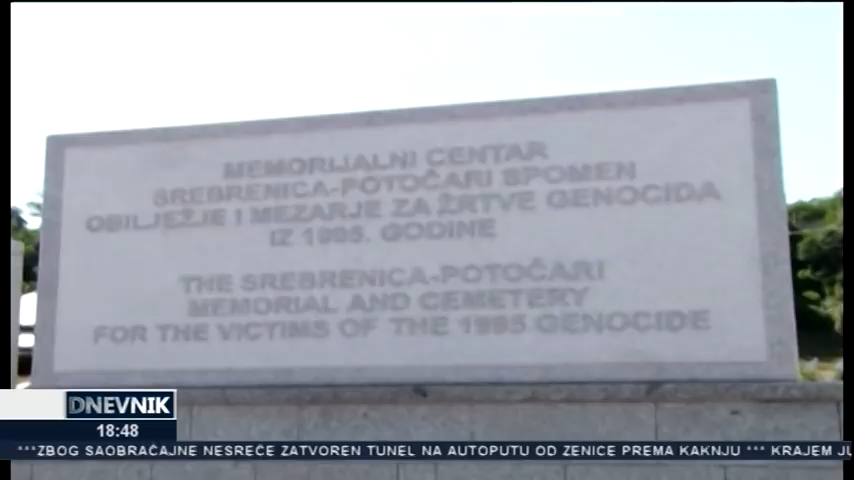 MEMORIJALNI CENTAR
SREBRENICA-POTOČARI SPOMEN
OBILJEŽJE I MEZARJE ZA ŽRTVE GENOCIDA
IZ 1995. GODINE
THE SREBRENICA-POTOČARI
MEMORIAL AND CEMETERY
FOR THE VICTIMS OF THE 1995 GENOCIDE
DNEVNIK
18:48
***ZBOG SAOBRAĆAJNE NESREĆE ZATVOREN TUNEL NA AUTOPUTU OD ZENICE PREMA KAKNJU *** KRAJEM JU